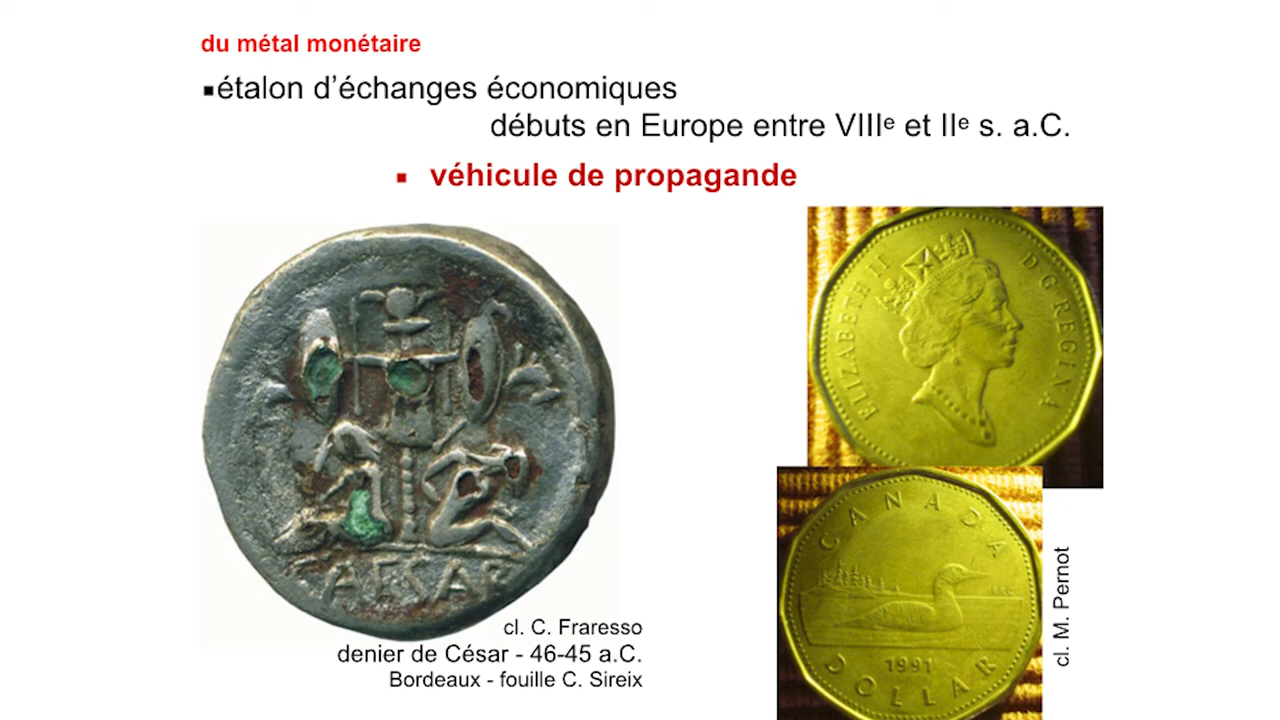 du métal monétaire
▪étalon d'échanges économiques
débuts en Europe entre VIIIe et IIe s. a.C.
▪ véhicule de propagande
CAESAR
cl. C. Fraresso
denier de César - 46-45 a.C.
Bordeaux - fouille C. Sireix
ELIZABETH II
D·G·REGINA
CANADA
1991
DOLLAR
cl. M. Pernot